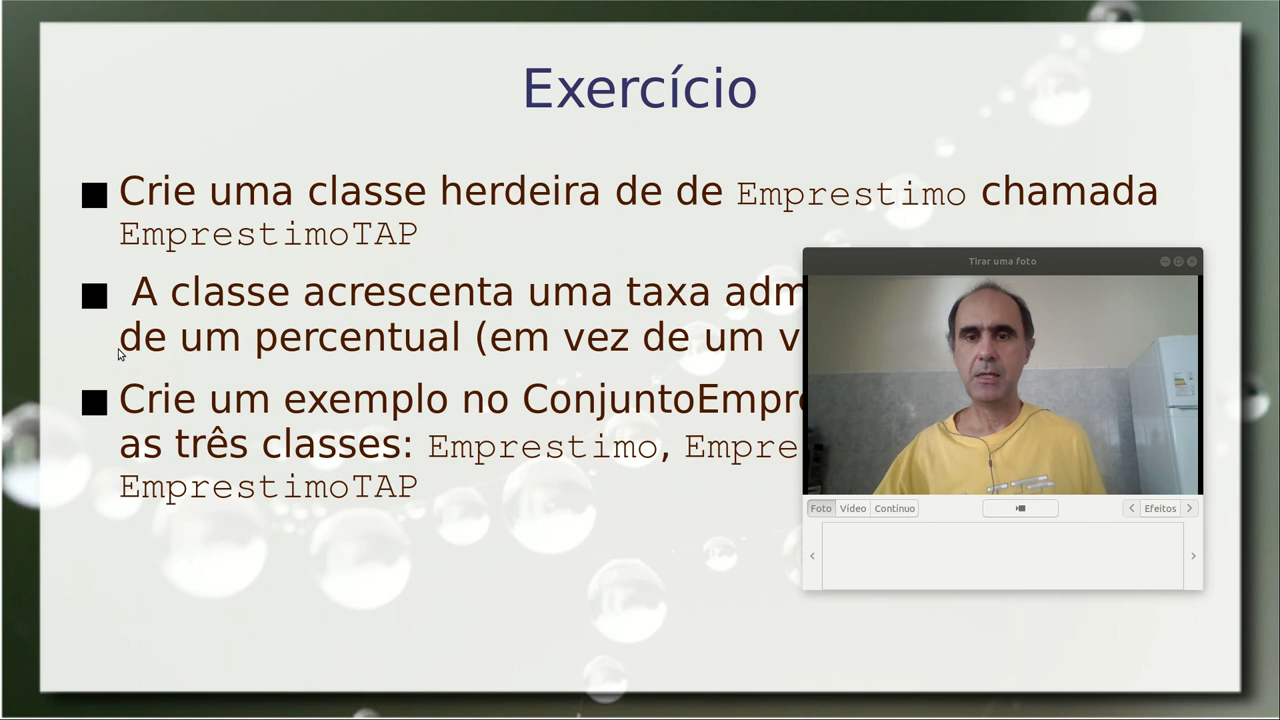 Exercício
Crie uma classe herdeira de de Emprestimo chamada
EmprestimoTAP
A classe acrescenta uma taxa adm
de um percentual (em vez de um v
Crie um exemplo no ConjuntoEmpre
as três classes: Emprestimo, Empre
EmprestimoTAP
Tirar uma foto
Foto Vídeo Contínuo Efeitos